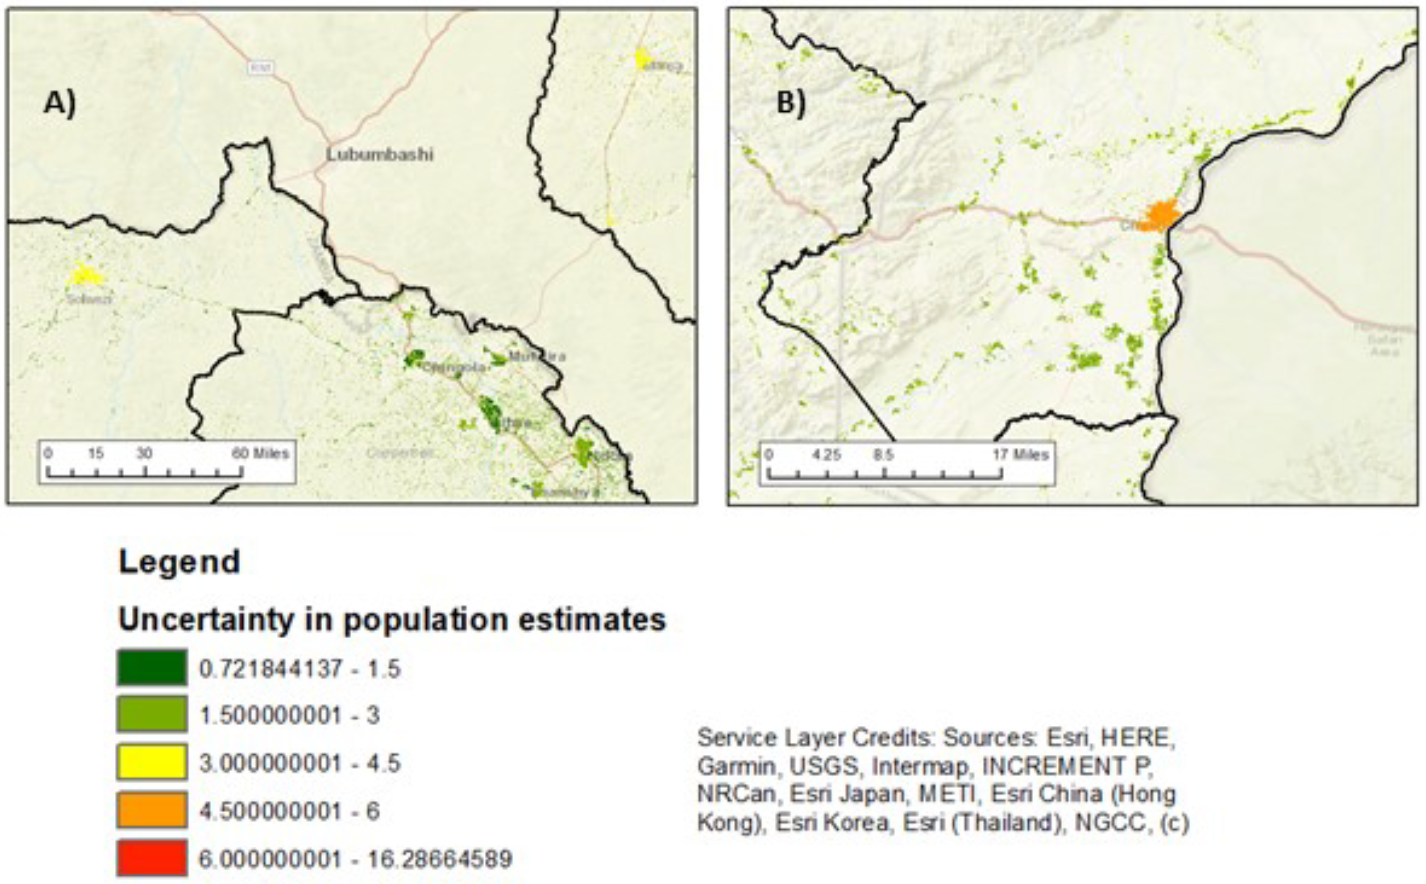 A)
RN1
Lubumbashi
Solwezi
Chingola
Mufulira
Kitwe
Ndola
Luanshya
Copperbelt
0 15 30 60 Miles
B)
0 4.25 8.5 17 Miles
Safari
Area
Legend
Uncertainty in population estimates
0.721844137 - 1.5
1.500000001 - 3
3.000000001 - 4.5
4.500000001 - 6
6.000000001 - 16.28664589
Service Layer Credits: Sources: Esri, HERE,
Garmin, USGS, Intermap, INCREMENT P,
NRCan, Esri Japan, METI, Esri China (Hong
Kong), Esri Korea, Esri (Thailand), NGCC, (c)